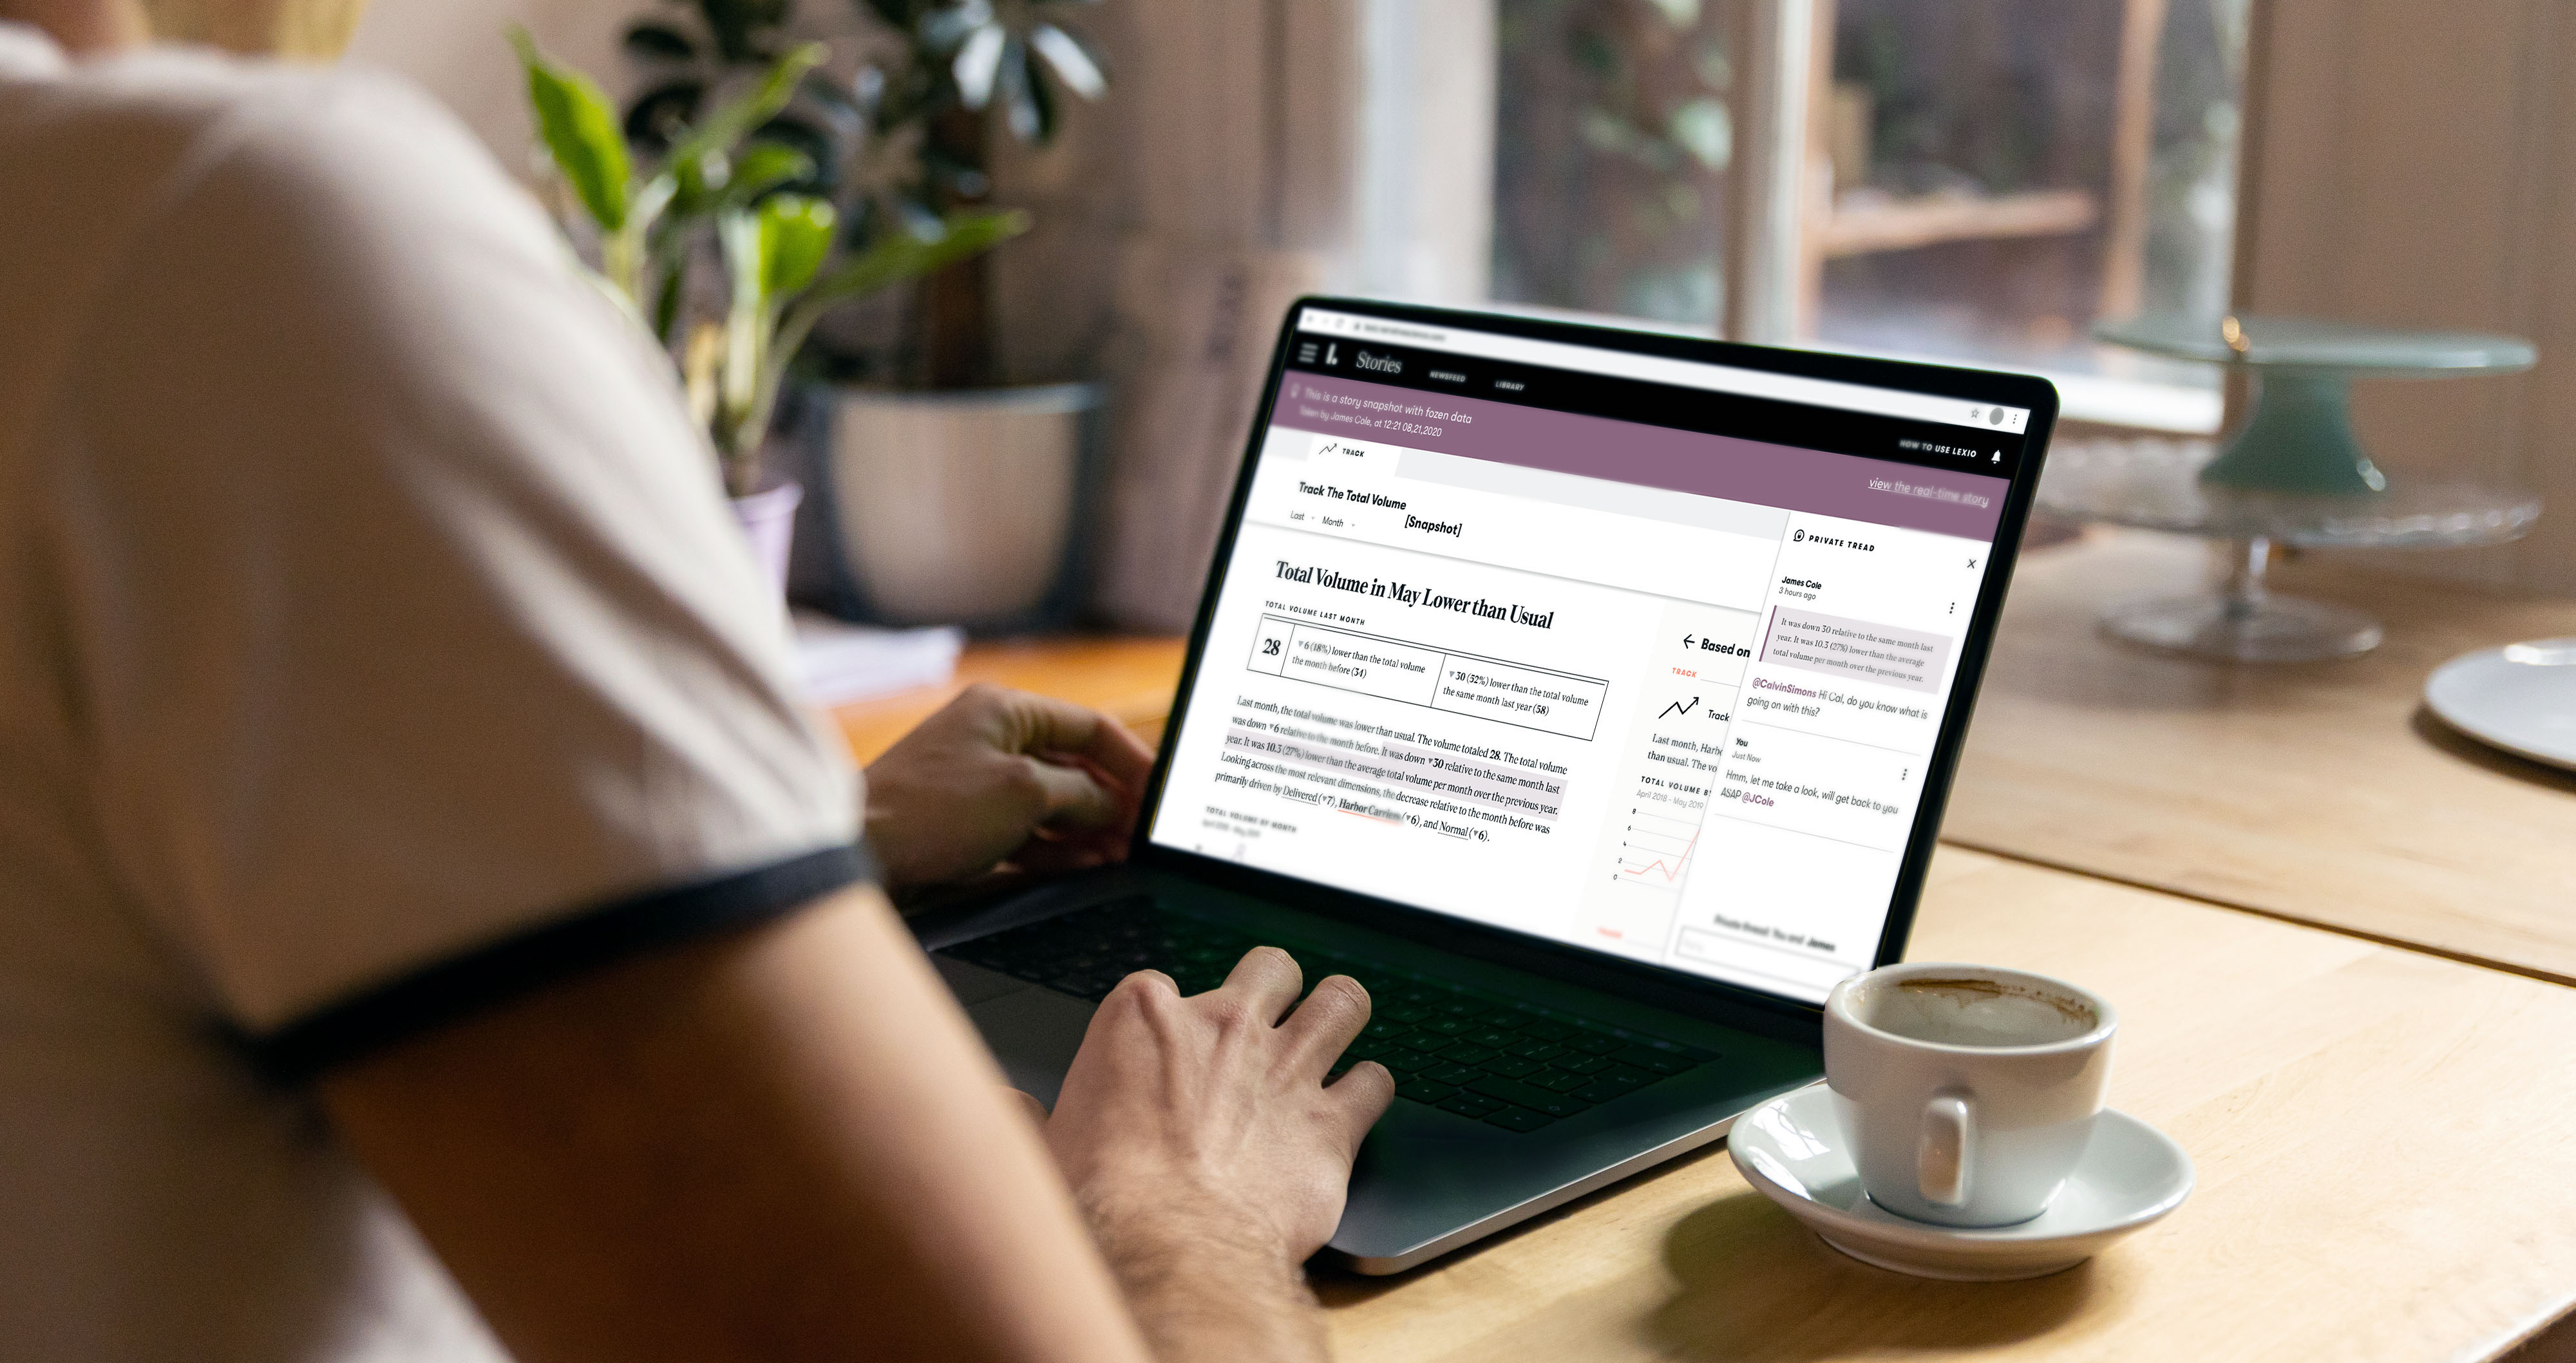 Stories
NEWSFEED
LIBRARY
HOW TO USE LEXIO
This is a story snapshot with fozen data
Taken by James Cole, at 12:21 08,21,2020
view the real-time story
TRACK
Track The Total Volume
[Snapshot]
Last
Month
Total Volume in May Lower than Usual
TOTAL VOLUME LAST MONTH
28
▼6 (18%) lower than the total volume
the month before (34)
▼30 (52%) lower than the total volume
the same month last year (58)
Last month, the total volume was lower than usual. The volume totaled 28. The total volume
was down ▼6 relative to the month before. It was down ▼30 relative to the same month last
year. It was 10.3 (27%) lower than the average total volume per month over the previous year.
Looking across the most relevant dimensions, the decrease relative to the month before was
primarily driven by Delivered (▼7), Harbor Carriers (▼6), and Normal (▼6).
TOTAL VOLUME BY MONTH
April 2018 - May 2019
← Based on
TRACK
Track
Last month, Harbo
than usual. The vo
TOTAL VOLUME B
April 2018 - May 2019
8
6
4
2
0
PRIVATE TREAD
James Cole
3 hours ago
It was down 30 relative to the same month last
year. It was 10.3 (27%) lower than the average
total volume per month over the previous year.
@CalvinSimons Hi Cal, do you know what is
going on with this?
You
Just Now
Hmm, let me take a look, will get back to you
ASAP @JCole
Private thread: You and James